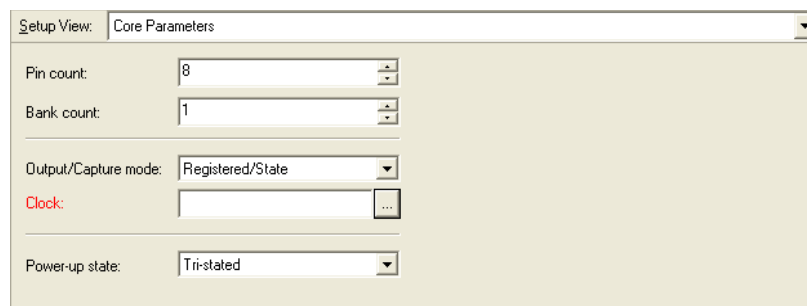 Setup View: Core Parameters
Pin count: 8
Bank count: 1
Output/Capture mode: Registered/State
Clock: ...
Power-up state: Tri-stated